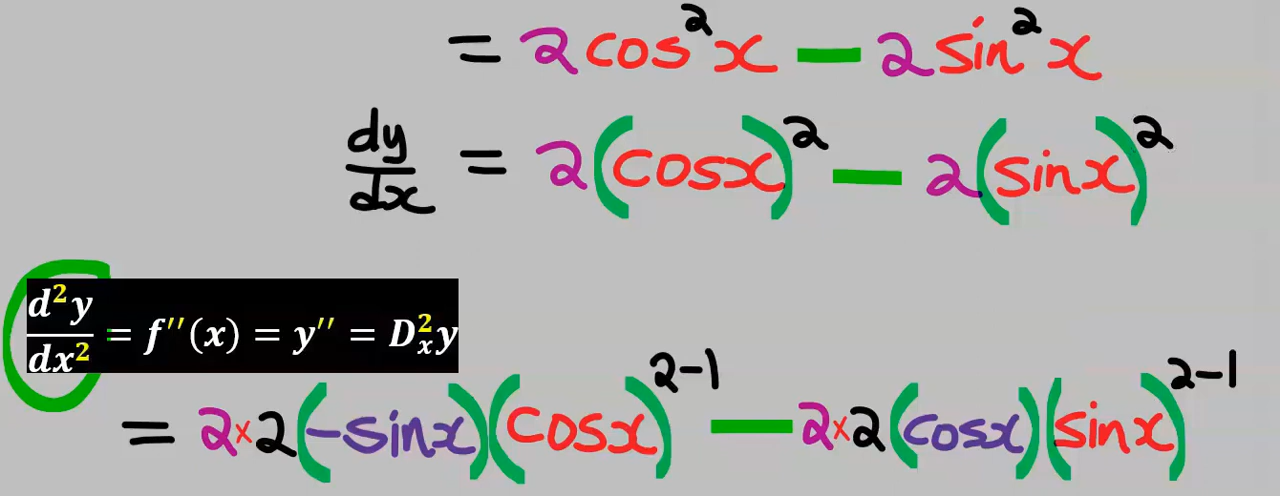 = 2cos²x − 2sin²x
dy/dx = 2(cosx)² − 2(sinx)²
d²y/dx² = f''(x) = y'' = D²ₓy
= 2×2(-sinx)(cosx)²⁻¹ − 2×2(cosx)(sinx)²⁻¹